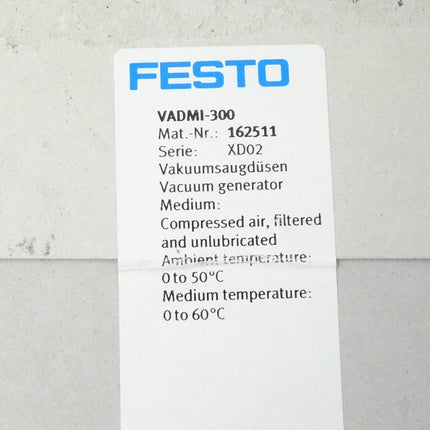 FESTO
VADMI-300
Mat.-Nr.: 162511
Serie: XD02
Vakuumsaugdüsen
Vacuum generator
Medium:
Compressed air, filtered
and unlubricated
Ambient temperature:
0 to 50°C
Medium temperature:
0 to 60°C